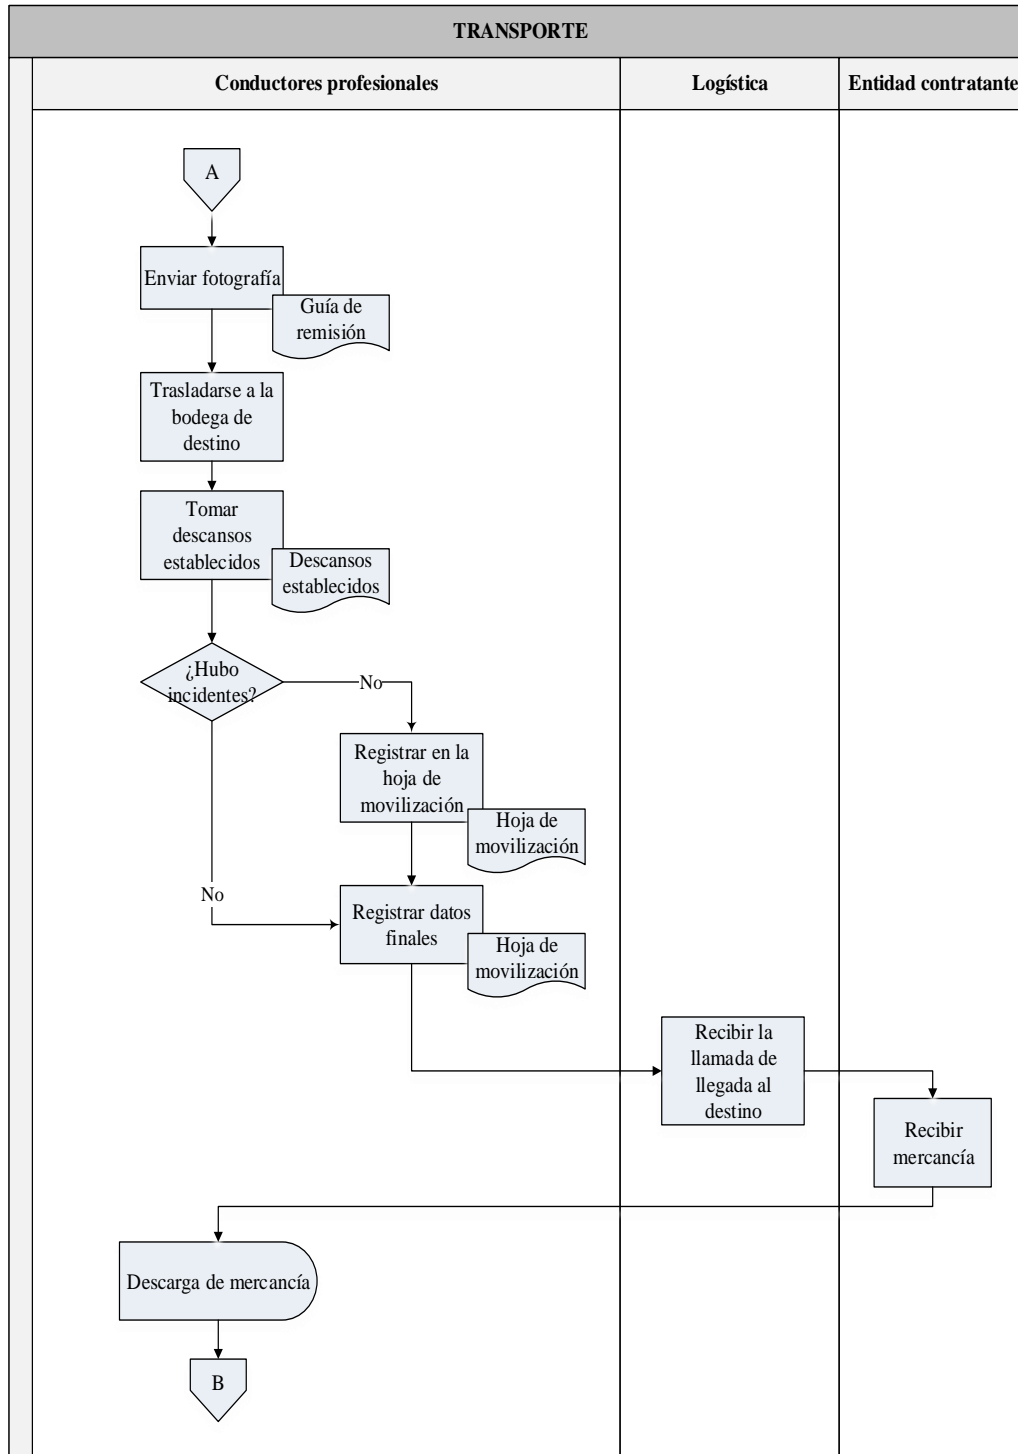 TRANSPORTE
Conductores profesionales
Logística
Entidad contratante
A
Enviar fotografía
Guía de
remisión
Trasladarse a la
bodega de
destino
Tomar
descansos
establecidos
Descansos
establecidos
¿Hubo
incidentes?
No
Registrar en la
hoja de
movilización
Hoja de
movilización
No
Registrar datos
finales
Hoja de
movilización
Recibir la
llamada de
llegada al
destino
Recibir
mercancía
Descarga de mercancía
B